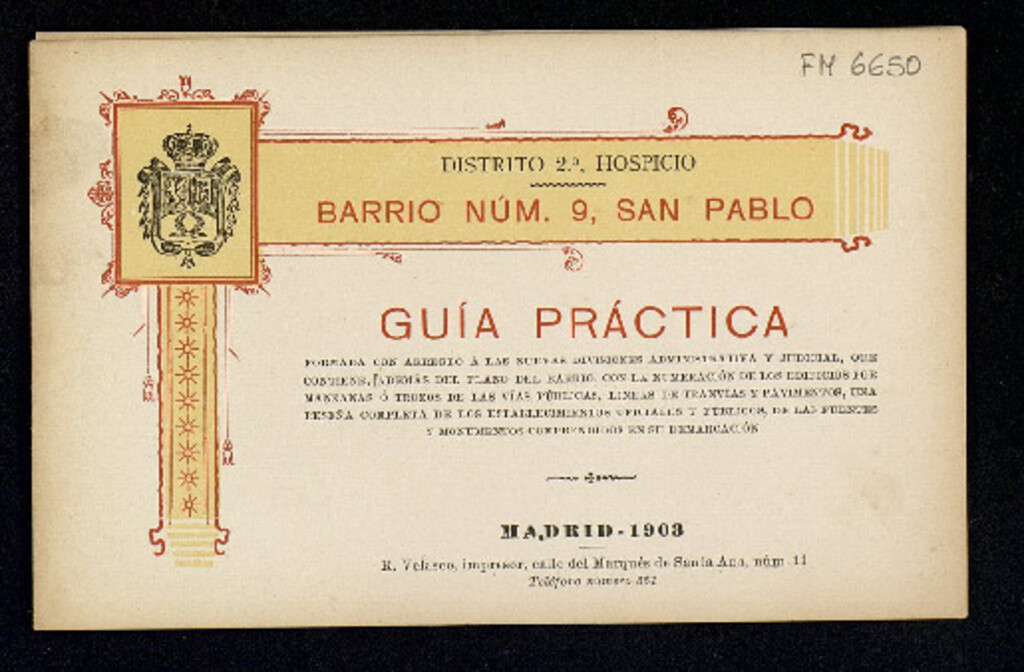 FM 6650
DISTRITO 2.º, HOSPICIO
BARRIO NÚM. 9, SAN PABLO
GUÍA PRÁCTICA
FORMADA CON ARREGLO Á LAS NUEVAS DIVISIONES ADMINISTRATIVA Y JUDICIAL, QUE
CONTIENE, ADEMÁS DEL PLANO DEL BARRIO, CON LA NUMERACIÓN DE LOS EDIFICIOS POR
MANZANAS Ó TROZOS DE LAS VÍAS PÚBLICAS, LÍNEAS DE TRANVÍAS Y PAVIMENTOS, UNA
RESEÑA COMPLETA DE LOS ESTABLECIMIENTOS OFICIALES Y PÚBLICOS, DE LAS FUENTES
Y MONUMENTOS COMPRENDIDOS EN SU DEMARCACIÓN
MADRID-1903
R. Velasco, impresor, calle del Marqués de Santa Ana, núm. 11
Teléfono número 551